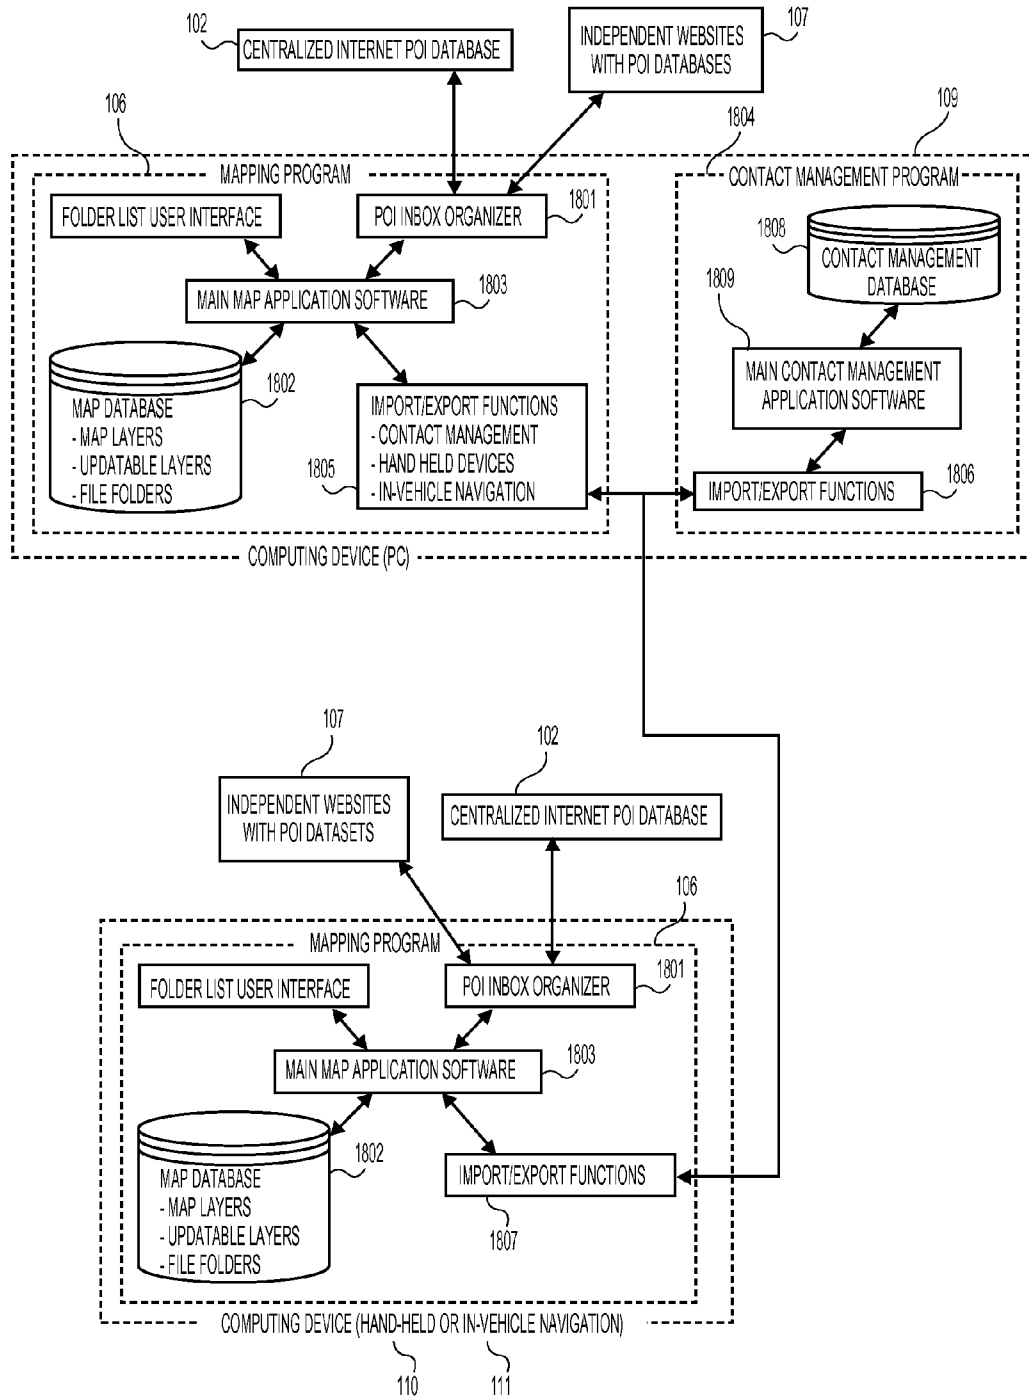 102
CENTRALIZED INTERNET POI DATABASE
INDEPENDENT WEBSITES
WITH POI DATABASES
107
106
1804
109
MAPPING PROGRAM
FOLDER LIST USER INTERFACE
POI INBOX ORGANIZER
1801
MAIN MAP APPLICATION SOFTWARE
1803
MAP DATABASE
- MAP LAYERS
- UPDATABLE LAYERS
- FILE FOLDERS
1802
IMPORT/EXPORT FUNCTIONS
- CONTACT MANAGEMENT
- HAND HELD DEVICES
- IN-VEHICLE NAVIGATION
1805
CONTACT MANAGEMENT PROGRAM
1808
CONTACT MANAGEMENT
DATABASE
1809
MAIN CONTACT MANAGEMENT
APPLICATION SOFTWARE
IMPORT/EXPORT FUNCTIONS
1806
COMPUTING DEVICE (PC)
107
INDEPENDENT WEBSITES
WITH POI DATASETS
102
CENTRALIZED INTERNET POI DATABASE
106
MAPPING PROGRAM
FOLDER LIST USER INTERFACE
POI INBOX ORGANIZER
1801
MAIN MAP APPLICATION SOFTWARE
1803
MAP DATABASE
- MAP LAYERS
- UPDATABLE LAYERS
- FILE FOLDERS
1802
IMPORT/EXPORT FUNCTIONS
1807
COMPUTING DEVICE (HAND-HELD OR IN-VEHICLE NAVIGATION)
110
111